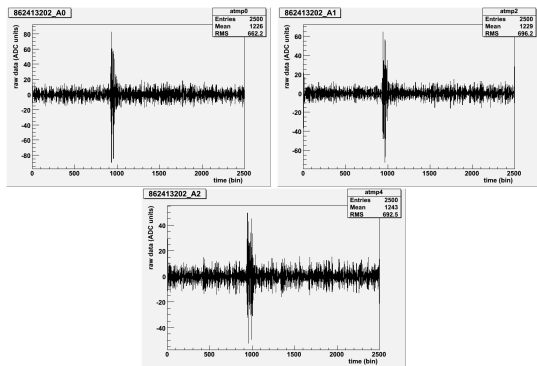 862413202_A0
atmp0
Entries 2500
Mean 1226
RMS 662.2
raw data (ADC units)
80
60
40
20
0
-20
-40
-60
-80
0 500 1000 1500 2000 2500
time (bin)
862413202_A1
atmp2
Entries 2500
Mean 1229
RMS 696.2
raw data (ADC units)
60
40
20
0
-20
-40
-60
0 500 1000 1500 2000 2500
time (bin)
862413202_A2
atmp4
Entries 2500
Mean 1243
RMS 692.5
raw data (ADC units)
40
20
0
-20
-40
0 500 1000 1500 2000 2500
time (bin)